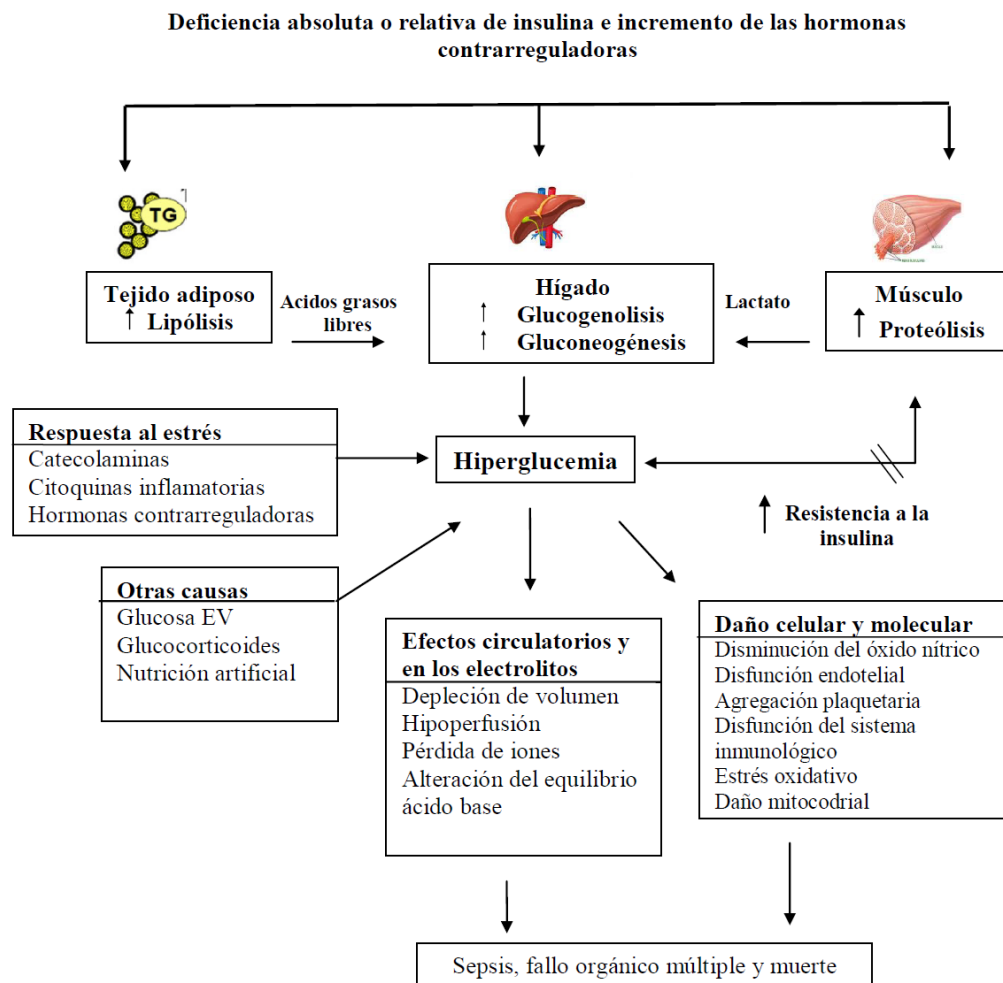 Deficiencia absoluta o relativa de insulina e incremento de las hormonas
contrarreguladoras
TG
Tejido adiposo
↑ Lipólisis
Acidos grasos
libres
Hígado
↑ Glucogenolisis
↑ Gluconeogénesis
Lactato
Músculo
↑ Proteólisis
Respuesta al estrés
Catecolaminas
Citoquinas inflamatorias
Hormonas contrarreguladoras
Hiperglucemia
↑ Resistencia a la
insulina
Otras causas
Glucosa EV
Glucocorticoides
Nutrición artificial
Efectos circulatorios y
en los electrolitos
Depleción de volumen
Hipoperfusión
Pérdida de iones
Alteración del equilibrio
ácido base
Daño celular y molecular
Disminución del óxido nítrico
Disfunción endotelial
Agregación plaquetaria
Disfunción del sistema
inmunológico
Estrés oxidativo
Daño mitocodrial
Sepsis, fallo orgánico múltiple y muerte